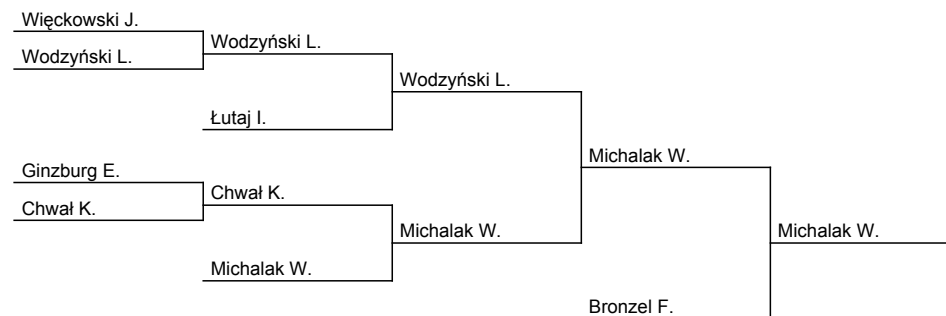 Więckowski J.
Wodzyński L.
Wodzyński L.
Wodzyński L.
Łutaj I.
Michalak W.
Ginzburg E.
Chwał K.
Chwał K.
Michalak W.
Michalak W.
Michalak W.
Bronzel F.